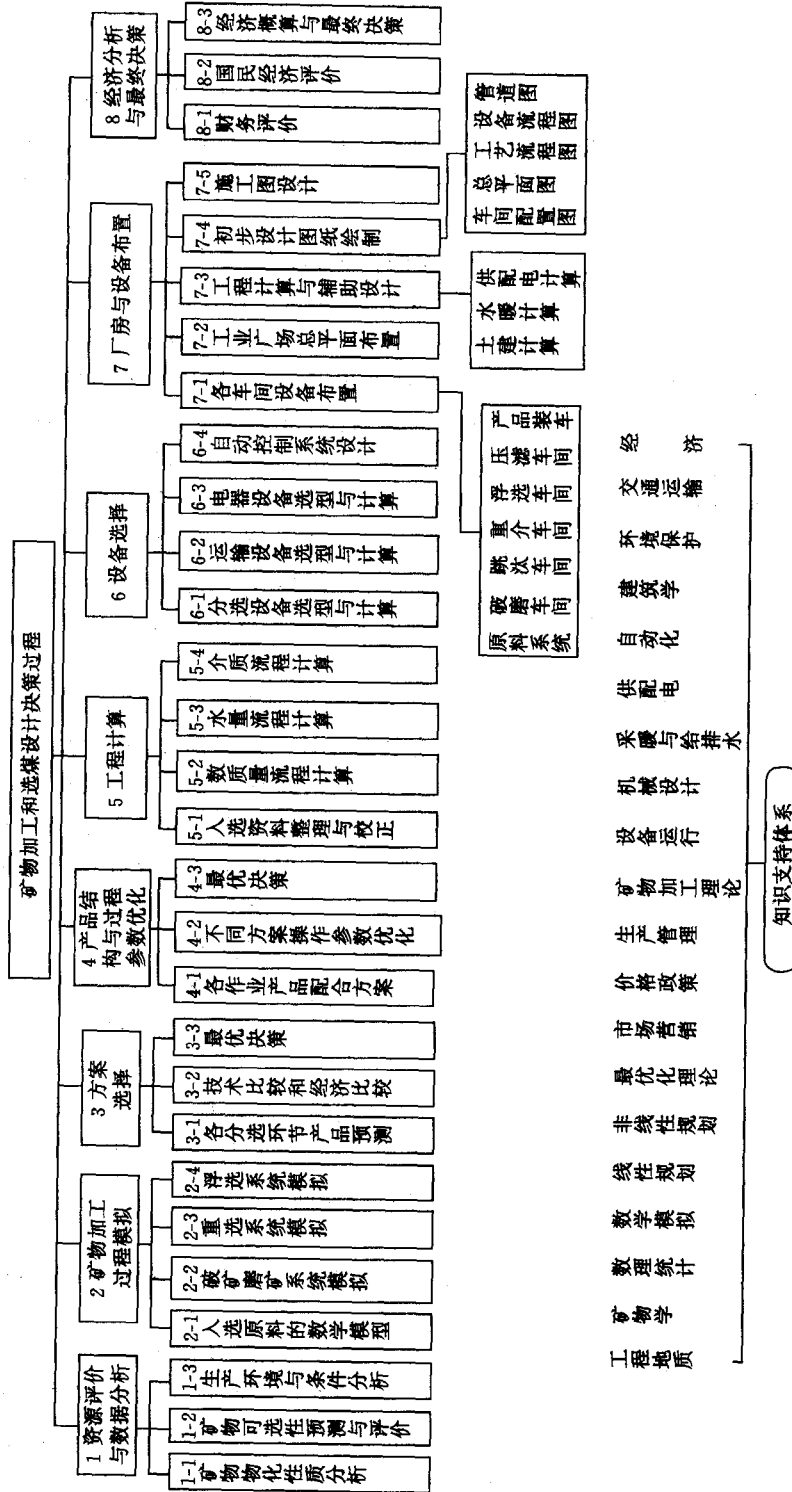 矿物加工和选煤设计决策过程
1 资源评价
与数据分析
1-1
矿物物化性质分析
1-2
矿物可选性预测与评价
1-3
生产环境与条件分析
2 矿物加工
过程模拟
2-1
入选原料的数学模型
2-2
破矿磨矿系统模拟
2-3
重选系统模拟
2-4
浮选系统模拟
3 方案
选择
3-1
各分选环节产品预测
3-2
技术比较和经济比较
3-3
最优决策
4 产品结
构与过程
参数优化
4-1
各作业产品配合方案
4-2
不同方案操作参数优化
4-3
最优决策
5 工程计算
5-1
入选资料整理与校正
5-2
数质量流程计算
5-3
水量流程计算
5-4
介质流程计算
6 设备选择
6-1
分选设备选型与计算
6-2
运输设备选型与计算
6-3
电器设备选型与计算
6-4
自动控制系统设计
7 厂房与设备布置
7-1
各车间设备布置
7-2
工业广场总平面布置
7-3
工程计算与辅助设计
7-4
初步设计图纸绘制
7-5
施工图设计
8 经济分析
与最终决策
8-1
财务评价
8-2
国民经济评价
8-3
经济概算与最终决策
原料系统
破磨车间
跳汰车间
重介车间
浮选车间
压滤车间
产品装车
土建计算
水暖计算
供配电计算
车间配置图
总平面图
工艺流程图
设备流程图
管道图
工程地质
矿物学
数理统计
数学模拟
线性规划
非线性规划
最优化理论
市场营销
价格政策
生产管理
矿物加工理论
设备运行
机械设计
采暖与给排水
供配电
自动化
建筑学
环境保护
交通运输
经济
知识支持体系